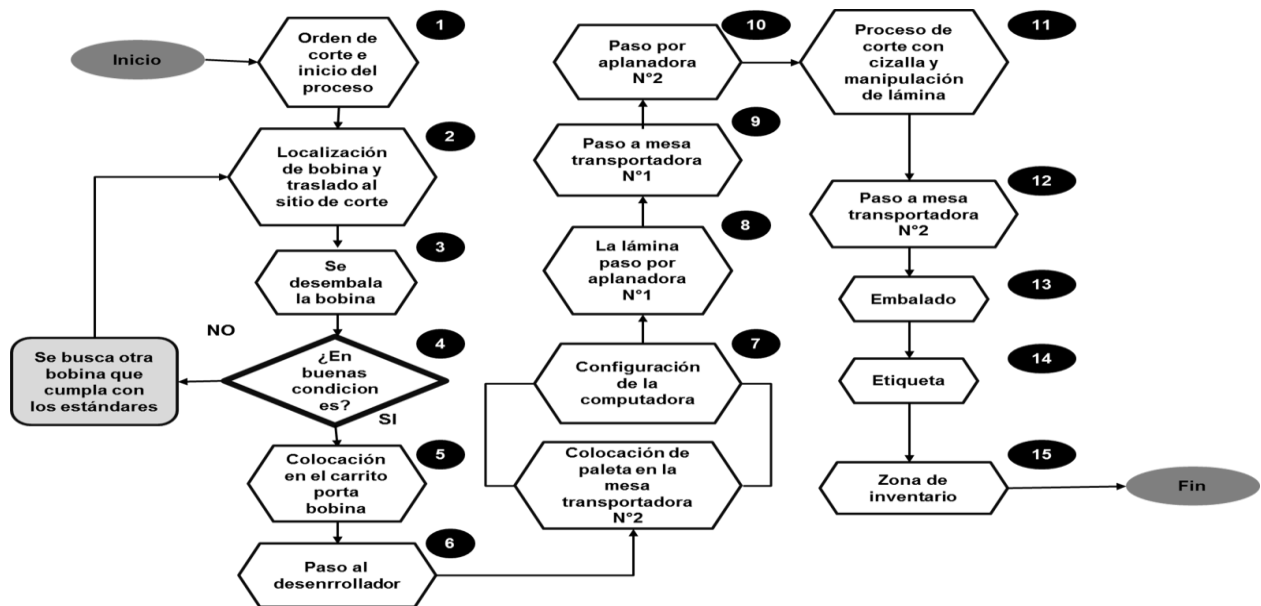 Inicio
1
Orden de
corte e
inicio del
proceso
2
Localización
de bobina y
traslado al
sitio de corte
3
Se
desembala
la bobina
NO
4
¿En
buenas
condicion
es?
SI
Se busca otra
bobina que
cumpla con
los estándares
5
Colocación
en el carrito
porta
bobina
6
Paso al
desenrrollador
Colocación de
paleta en la
mesa
transportadora
N°2
7
Configuración
de la
computadora
8
La lámina
paso por
aplanadora
N°1
9
Paso a mesa
transportadora
N°1
10
Paso por
aplanadora
N°2
11
Proceso de
corte con
cizalla y
manipulación
de lámina
12
Paso a mesa
transportadora
N°2
13
Embalado
14
Etiqueta
15
Zona de
inventario
Fin